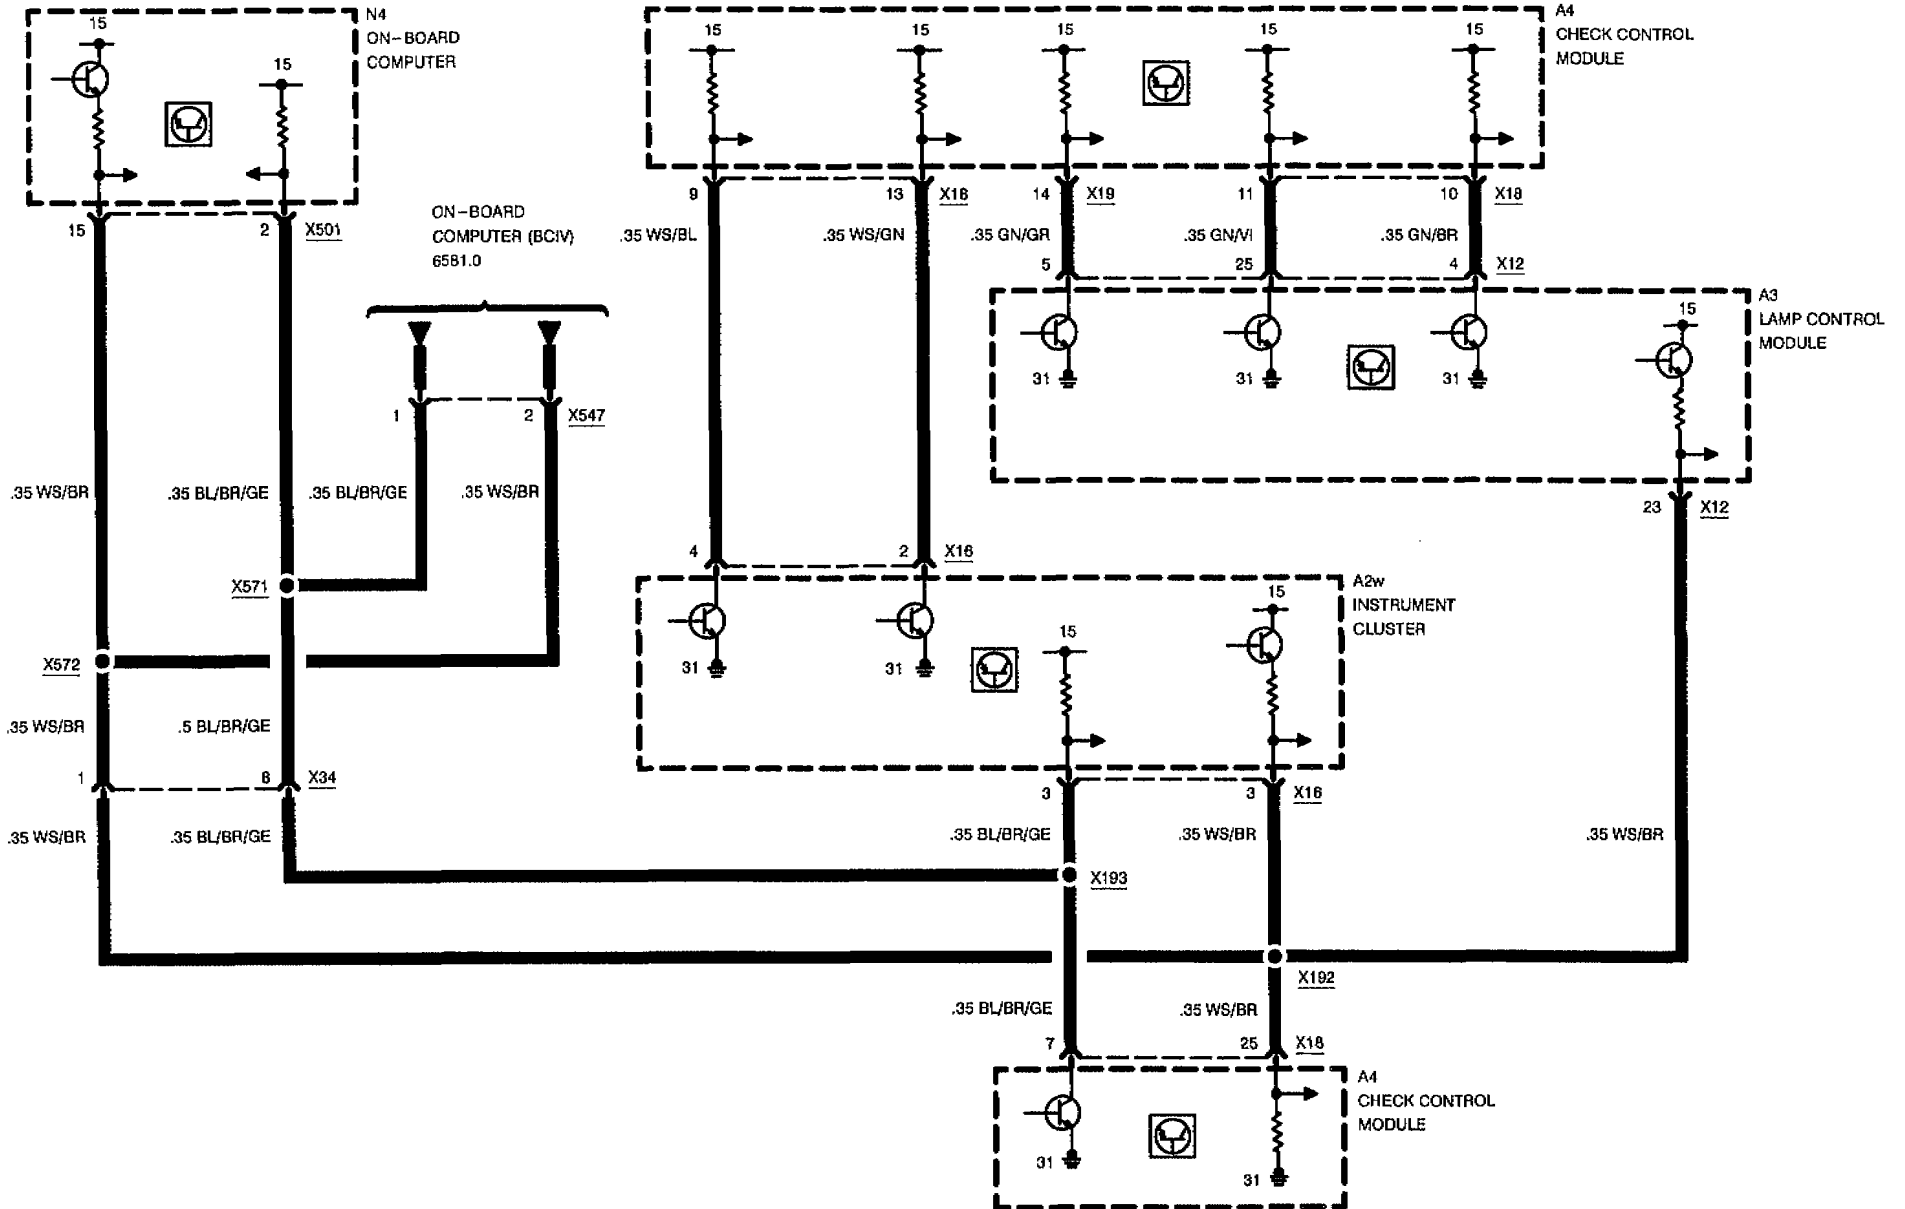 N4
ON-BOARD
COMPUTER
15
15
15
2
X501
A4
CHECK CONTROL
MODULE
15
15
15
15
15
9
13
X18
14
X19
11
10
X18
.35 WS/BL
.35 WS/GN
.35 GN/GR
.35 GN/VI
.35 GN/BR
5
25
4
X12
ON-BOARD
COMPUTER (BCIV)
6581.0
1
2
X547
A3
LAMP CONTROL
MODULE
15
31
31
31
23
X12
.35 WS/BR
.35 BL/BR/GE
.35 BL/BR/GE
.35 WS/BR
4
2
X16
X571
X572
A2w
INSTRUMENT
CLUSTER
31
31
15
15
.35 WS/BR
.5 BL/BR/GE
1
8
X34
3
3
X16
.35 WS/BR
.35 BL/BR/GE
.35 BL/BR/GE
.35 WS/BR
.35 WS/BR
X193
X192
.35 BL/BR/GE
.35 WS/BR
7
25
X18
A4
CHECK CONTROL
MODULE
31
31